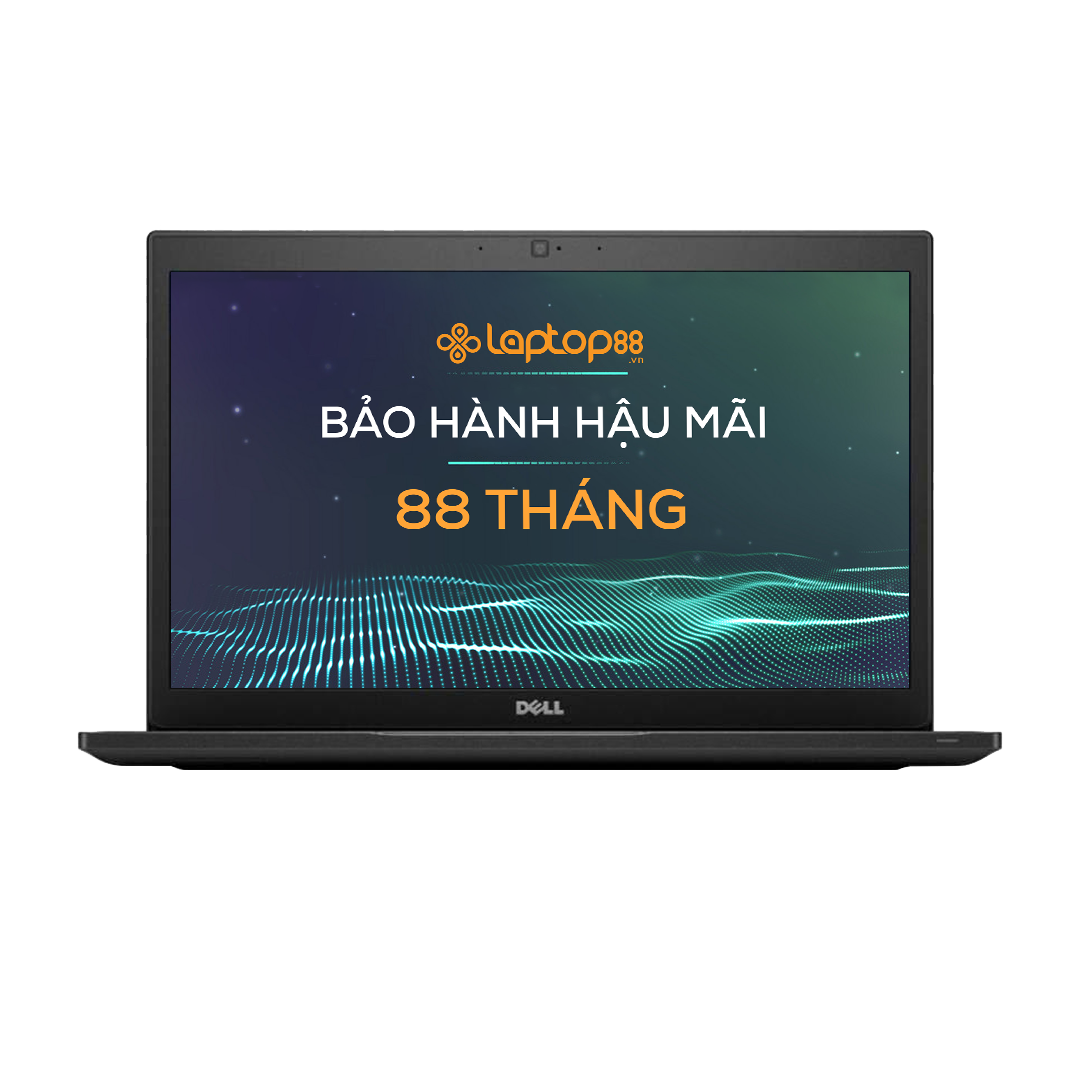 laptop88
.vn
BẢO HÀNH HẬU MÃI
88 THÁNG
DELL